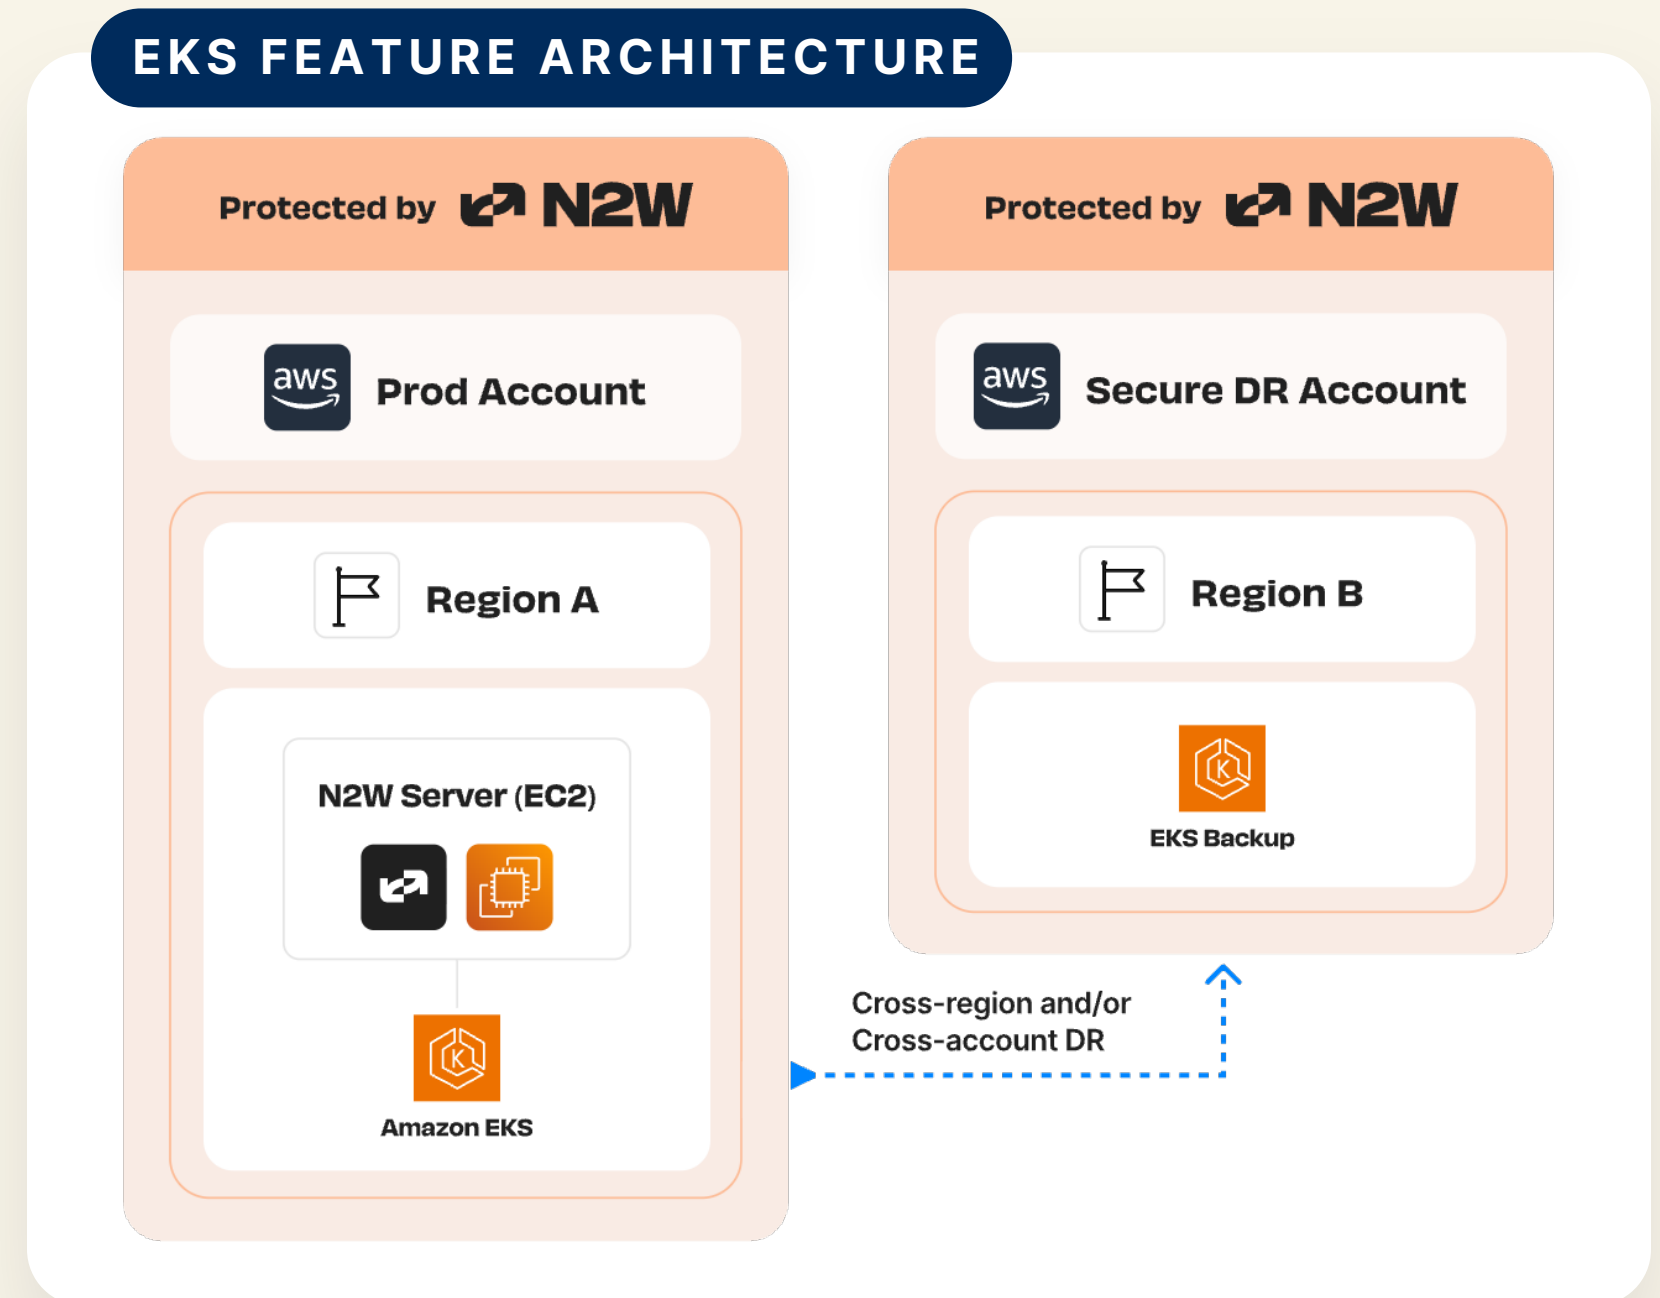 EKS FEATURE ARCHITECTURE
Protected by N2W
aws Prod Account
Region A
N2W Server (EC2)
Amazon EKS
Protected by N2W
aws Secure DR Account
Region B
K
EKS Backup
Cross-region and/or
Cross-account DR